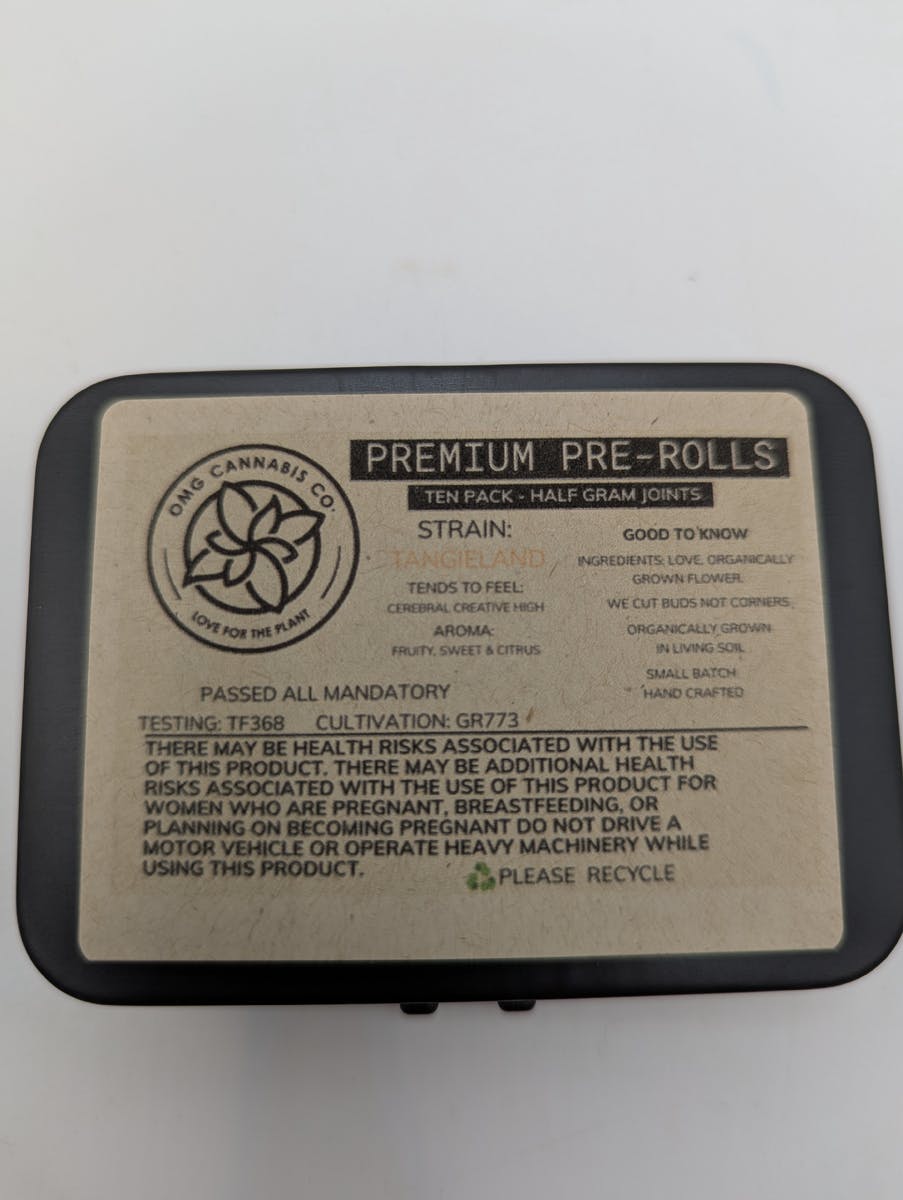 OMG CANNABIS CO.
LOVE FOR THE PLANT
PREMIUM PRE-ROLLS
TEN PACK - HALF GRAM JOINTS
STRAIN:
TANGIELAND
TENDS TO FEEL:
CEREBRAL CREATIVE HIGH
AROMA:
FRUITY, SWEET & CITRUS
GOOD TO KNOW
INGREDIENTS: LOVE, ORGANICALLY
GROWN FLOWER.
WE CUT BUDS NOT CORNERS.
ORGANICALLY GROWN
IN LIVING SOIL
SMALL BATCH
HAND CRAFTED
PASSED ALL MANDATORY
TESTING: TF368 CULTIVATION: GR773
THERE MAY BE HEALTH RISKS ASSOCIATED WITH THE USE
OF THIS PRODUCT. THERE MAY BE ADDITIONAL HEALTH
RISKS ASSOCIATED WITH THE USE OF THIS PRODUCT FOR
WOMEN WHO ARE PREGNANT, BREASTFEEDING, OR
PLANNING ON BECOMING PREGNANT DO NOT DRIVE A
MOTOR VEHICLE OR OPERATE HEAVY MACHINERY WHILE
USING THIS PRODUCT.
PLEASE RECYCLE